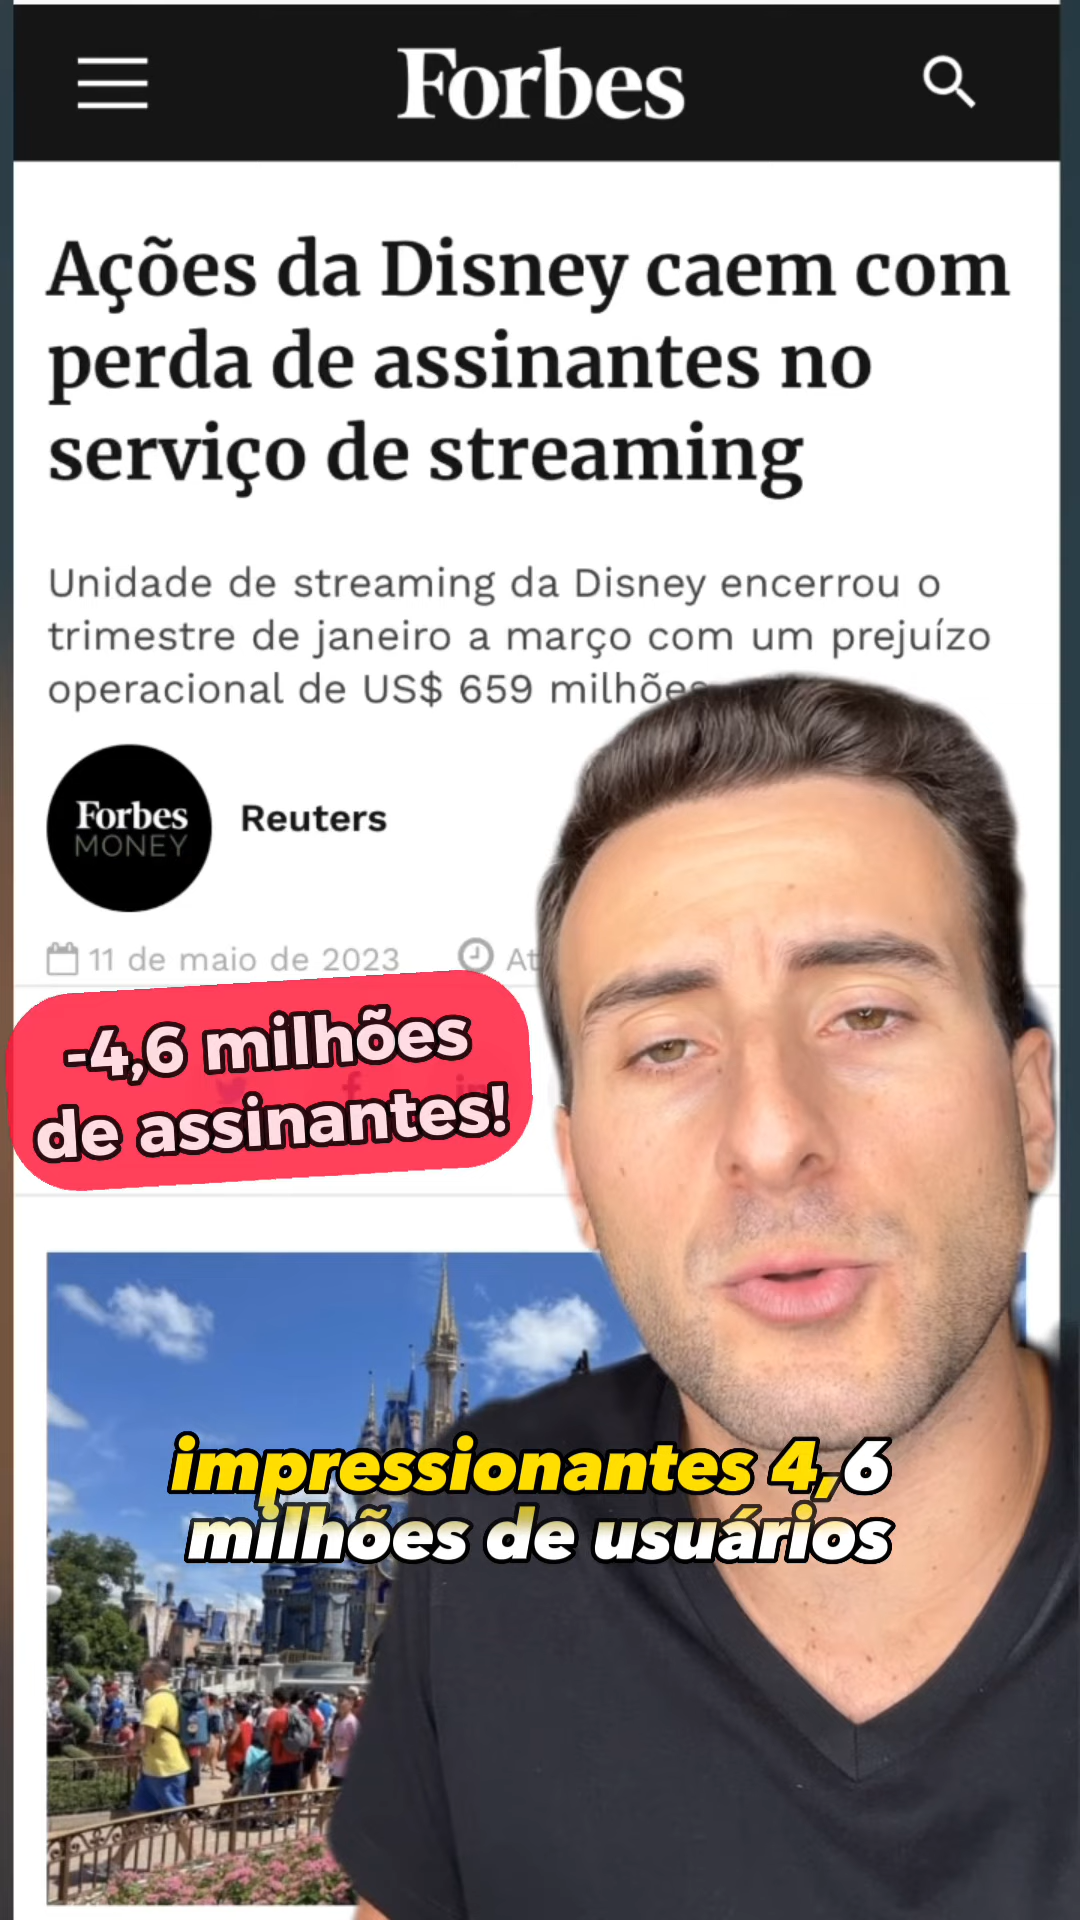 Forbes
Ações da Disney caem com
perda de assinantes no
serviço de streaming
Unidade de streaming da Disney encerrou o
trimestre de janeiro a março com um prejuízo
operacional de US$ 659 milhões
Forbes
MONEY
Reuters
11 de maio de 2023
-4,6 milhões
de assinantes!
impressionantes 4,6
milhões de usuários